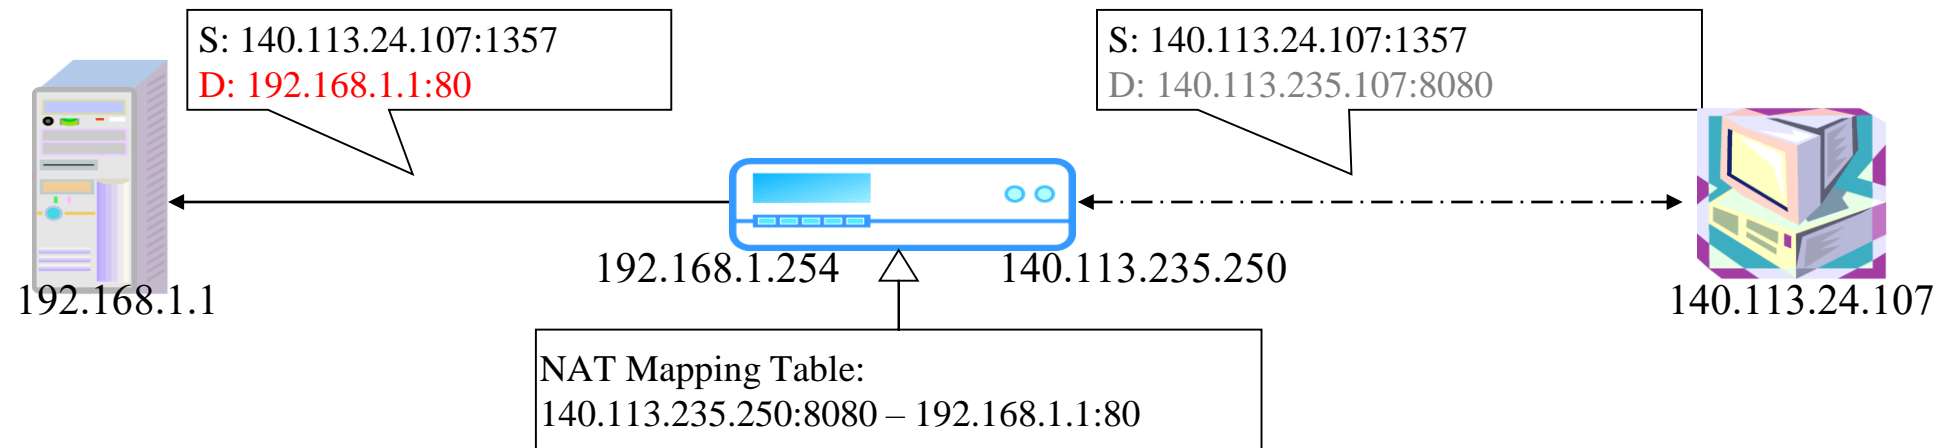 S: 140.113.24.107:1357
D: 192.168.1.1:80
S: 140.113.24.107:1357
D: 140.113.235.107:8080
192.168.1.254
140.113.235.250
192.168.1.1
140.113.24.107
NAT Mapping Table:
140.113.235.250:8080 – 192.168.1.1:80